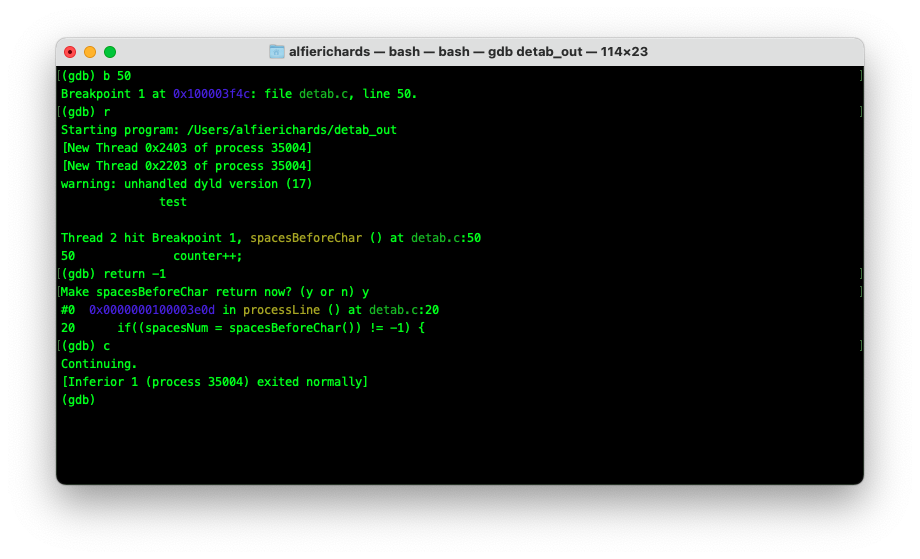 alfierichards — bash — bash — gdb detab_out — 114×23
[(gdb) b 50 ]
Breakpoint 1 at 0x100003f4c: file detab.c, line 50.
[(gdb) r ]
Starting program: /Users/alfierichards/detab_out
[New Thread 0x2403 of process 35004]
[New Thread 0x2203 of process 35004]
warning: unhandled dyld version (17)
test
Thread 2 hit Breakpoint 1, spacesBeforeChar () at detab.c:50
50 counter++;
[(gdb) return -1 ]
[Make spacesBeforeChar return now? (y or n) y ]
#0 0x0000000100003e0d in processLine () at detab.c:20
20 if((spacesNum = spacesBeforeChar()) != -1) {
[(gdb) c ]
Continuing.
[Inferior 1 (process 35004) exited normally]
(gdb)